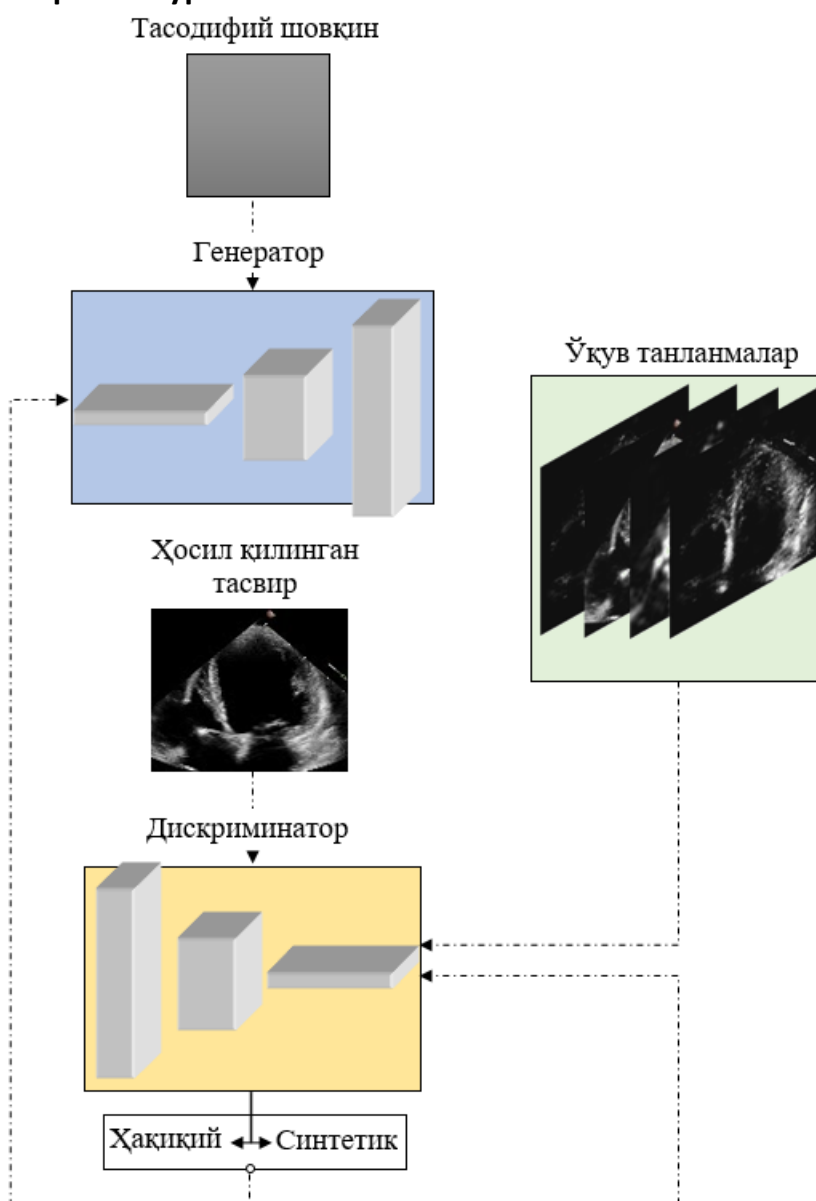 Тасодифий шовқин
Генератор
Ўқув танланмалар
Ҳосил қилинган
тасвир
Дискриминатор
Ҳақиқий
Синтетик